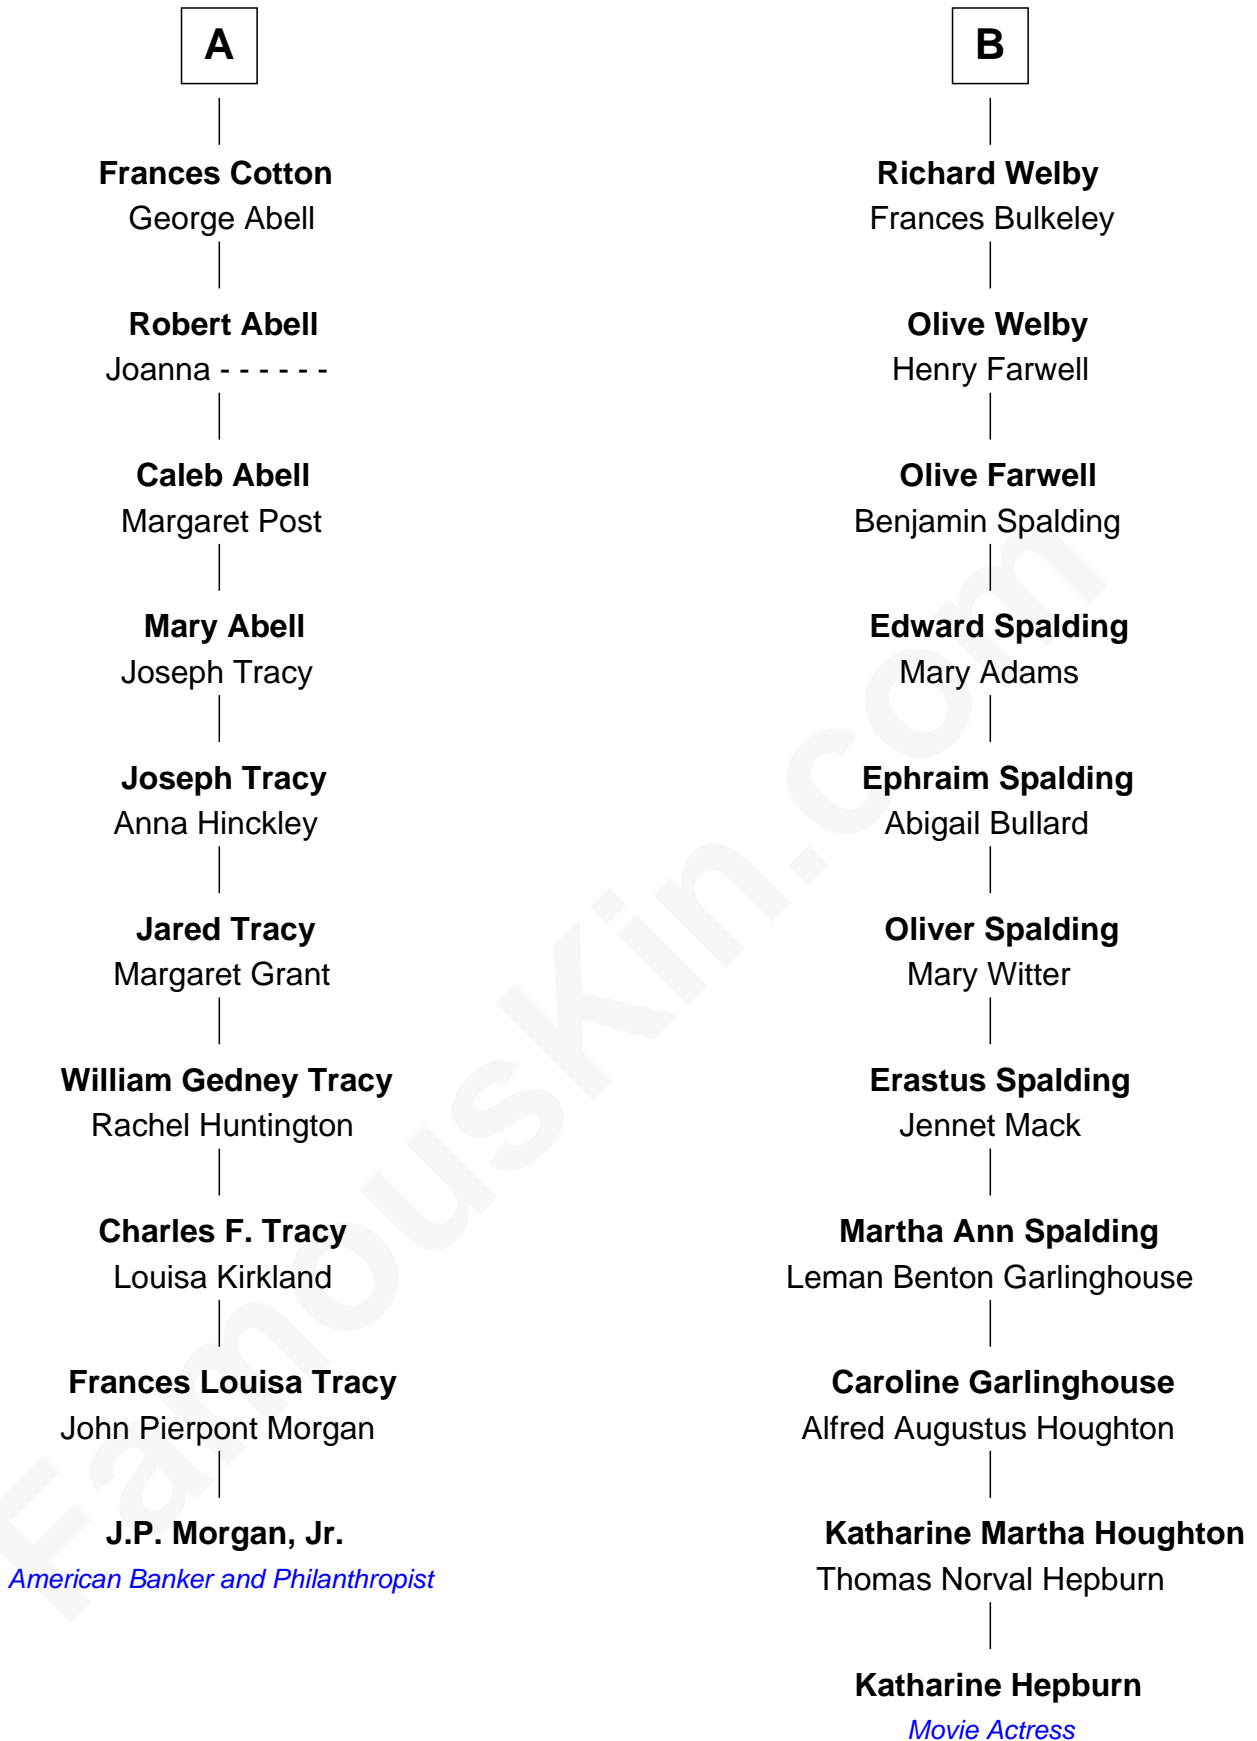 A
Frances Cotton
George Abell
Robert Abell
Joanna - - - - - -
Caleb Abell
Margaret Post
Mary Abell
Joseph Tracy
Joseph Tracy
Anna Hinckley
Jared Tracy
Margaret Grant
William Gedney Tracy
Rachel Huntington
Charles F. Tracy
Louisa Kirkland
Frances Louisa Tracy
John Pierpont Morgan
J.P. Morgan, Jr.
American Banker and Philanthropist
B
Richard Welby
Frances Bulkeley
Olive Welby
Henry Farwell
Olive Farwell
Benjamin Spalding
Edward Spalding
Mary Adams
Ephraim Spalding
Abigail Bullard
Oliver Spalding
Mary Witter
Erastus Spalding
Jennet Mack
Martha Ann Spalding
Leman Benton Garlinghouse
Caroline Garlinghouse
Alfred Augustus Houghton
Katharine Martha Houghton
Thomas Norval Hepburn
Katharine Hepburn
Movie Actress
FamousKin.com